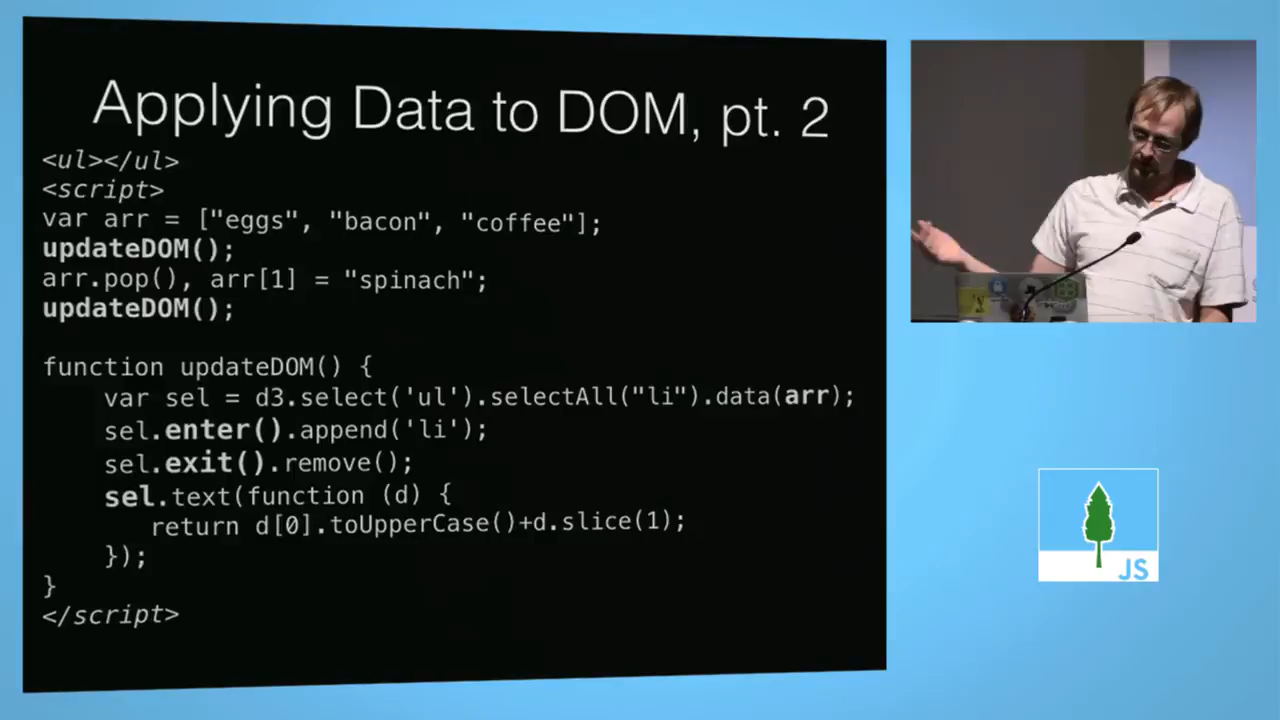 Applying Data to DOM, pt. 2
<ul></ul>
<script>
var arr = ["eggs", "bacon", "coffee"];
updateDOM();
arr.pop(), arr[1] = "spinach";
updateDOM();
function updateDOM() {
var sel = d3.select('ul').selectAll("li").data(arr);
sel.enter().append('li');
sel.exit().remove();
sel.text(function (d) {
return d[0].toUpperCase()+d.slice(1);
});
}
</script>
JS